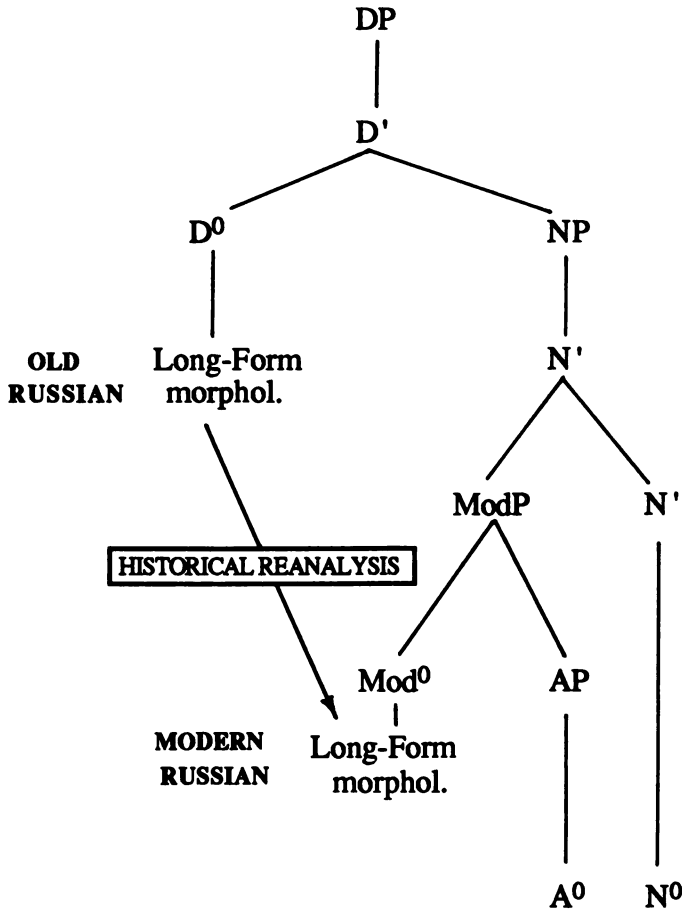 DP
D'
D⁰ NP
OLD Long-Form N'
RUSSIAN morphol.
ModP N'
HISTORICAL REANALYSIS
Mod⁰ AP
MODERN Long-Form
RUSSIAN morphol.
A⁰ N⁰